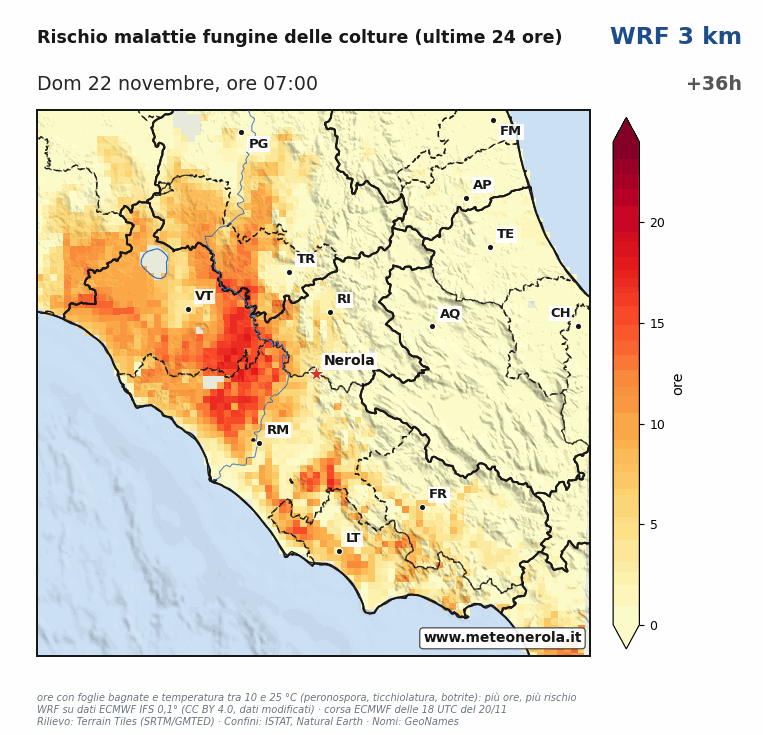 Rischio malattie fungine delle colture (ultime 24 ore)
WRF 3 km
Dom 22 novembre, ore 07:00
+36h
FM
PG
AP
TE
TR
VT
RI
AQ
CH
Nerola
RM
FR
LT
www.meteonerola.it
20
15
10
5
0
ore
ore con foglie bagnate e temperatura tra 10 e 25 °C (peronospora, ticchiolatura, botrite): più ore, più rischio
WRF su dati ECMWF IFS 0,1° (CC BY 4.0, dati modificati) · corsa ECMWF delle 18 UTC del 20/11
Rilievo: Terrain Tiles (SRTM/GMTED) · Confini: ISTAT, Natural Earth · Nomi: GeoNames